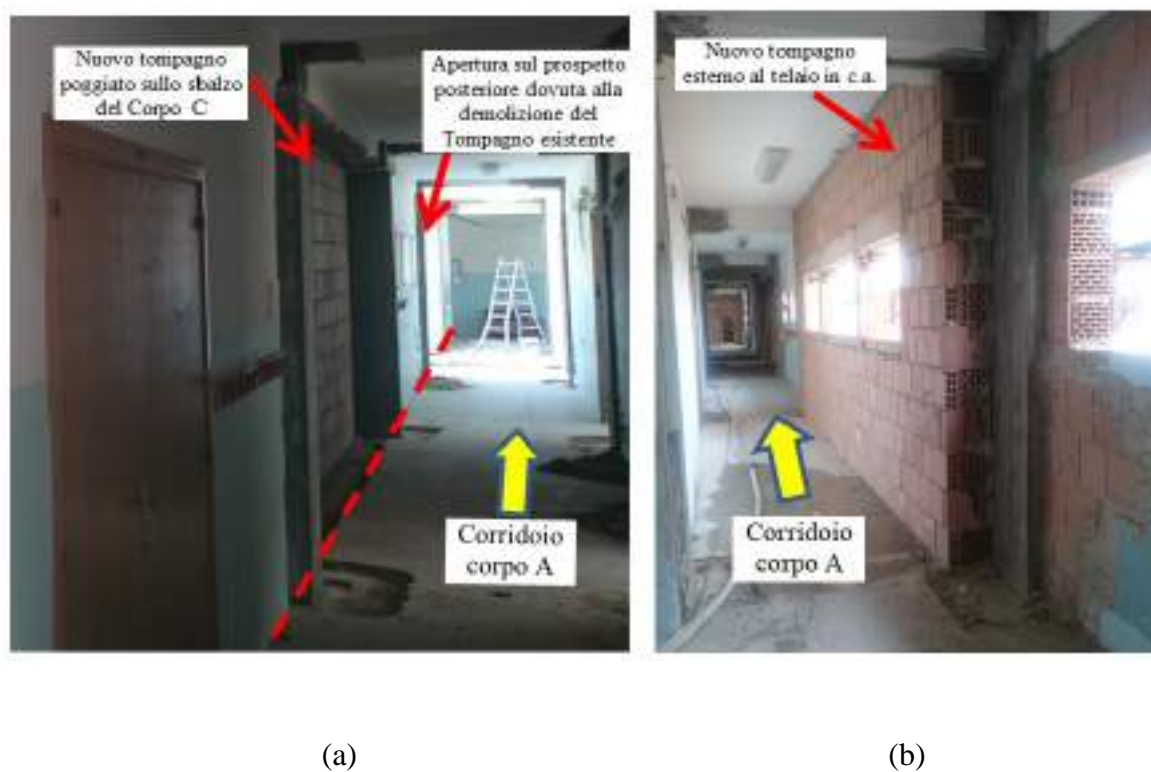 Nuovo tompagno
poggiato sullo sbalzo
del Corpo C
Apertura sul prospetto
posteriore dovuta alla
demolizione del
Tompagno esistente
Corridoio
corpo A
Nuovo tompagno
esterno al telaio in c.a.
Corridoio
corpo A
(a)
(b)